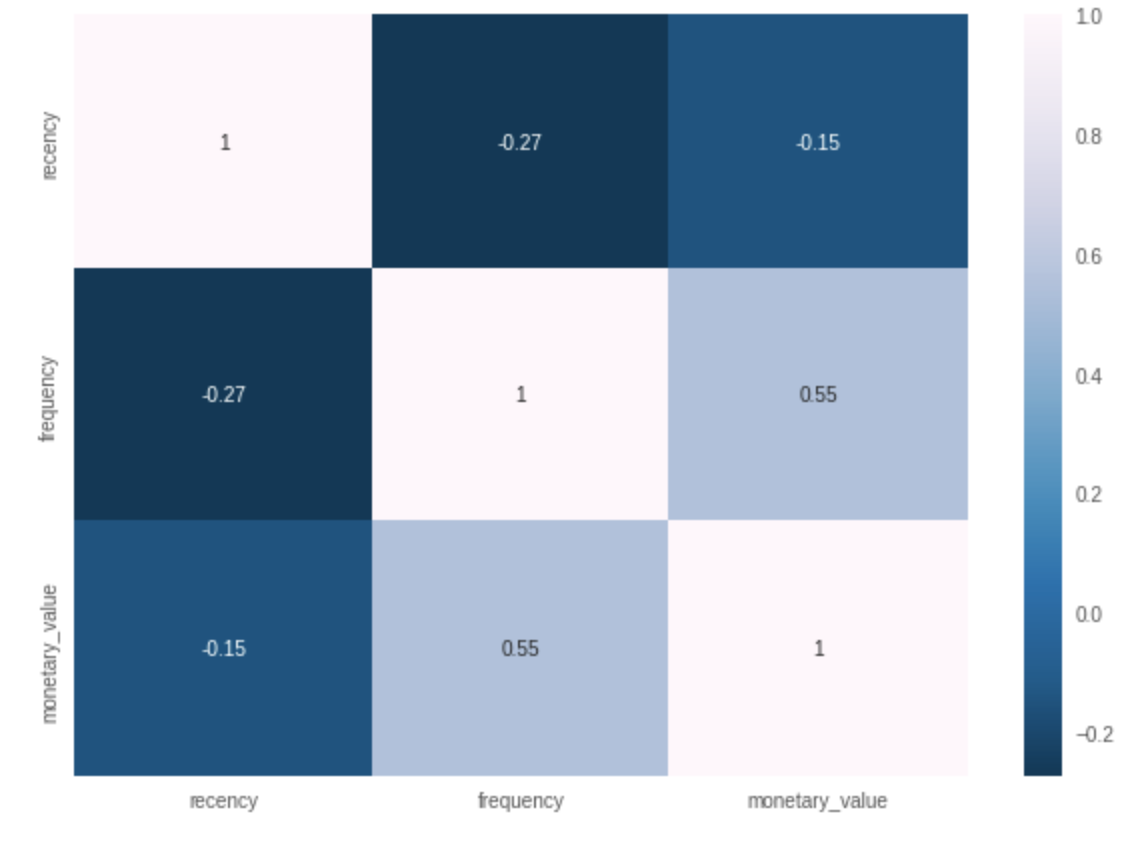 1.0
recency 1 -0.27 -0.15
0.8
0.6
frequency -0.27 1 0.55
0.4
0.2
monetary_value -0.15 0.55 1
0.0
−0.2
recency frequency monetary_value